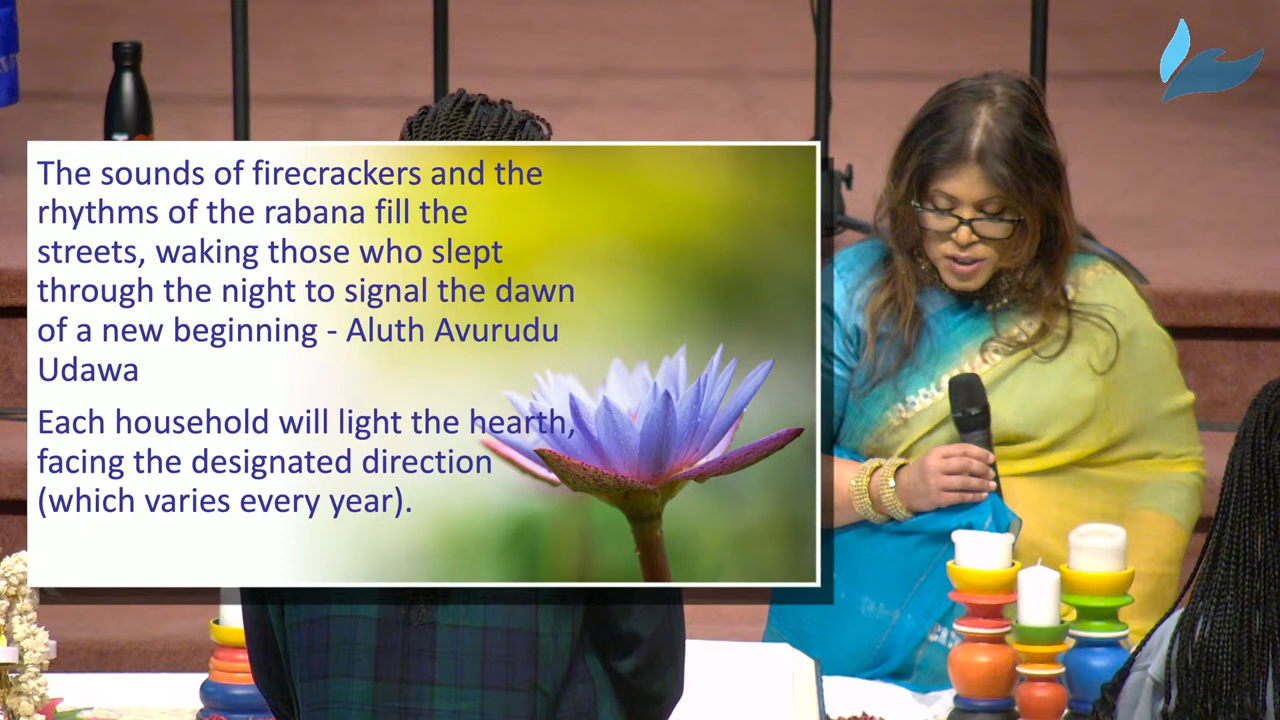 The sounds of firecrackers and the
rhythms of the rabana fill the
streets, waking those who slept
through the night to signal the dawn
of a new beginning - Aluth Avurudu
Udawa
Each household will light the hearth,
facing the designated direction
(which varies every year).